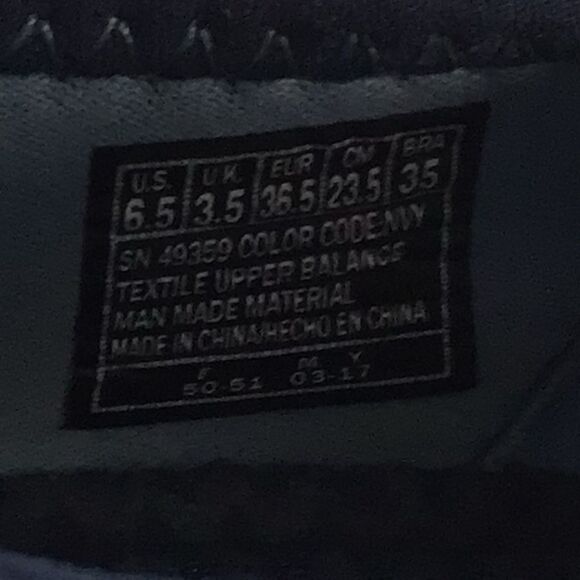 U.S. U.K. EUR CM BRA
6.5 3.5 36.5 23.5 35
SN 49359 COLOR CODE:NVY
TEXTILE UPPER BALANCE
MAN MADE MATERIAL
MADE IN CHINA/HECHO EN CHINA
F M Y
50-51 03-17